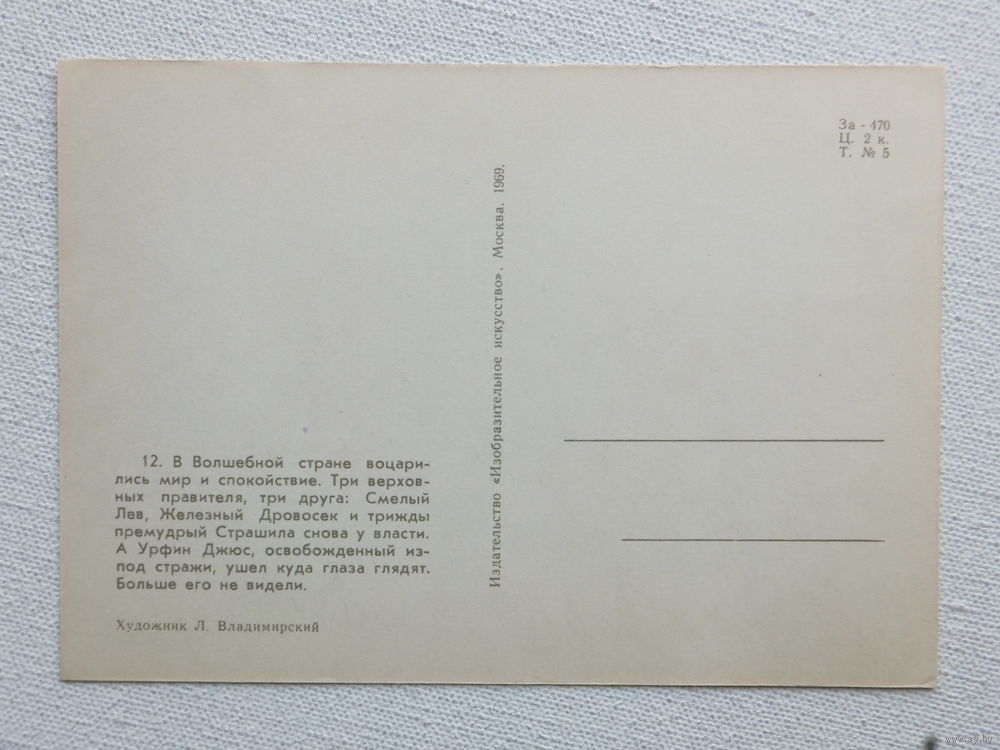 12. В Волшебной стране воцари-
лись мир и спокойствие. Три верхов-
ных правителя, три друга: Смелый
Лев, Железный Дровосек и трижды
премудрый Страшила снова у власти.
А Урфин Джюс, освобожденный из-
под стражи, ушел куда глаза глядят.
Больше его не видели.
Художник Л. Владимирский
Издательство «Изобразительное искусство». Москва. 1969.
За - 470
Ц. 2 к.
Т. № 5
www.ay.by